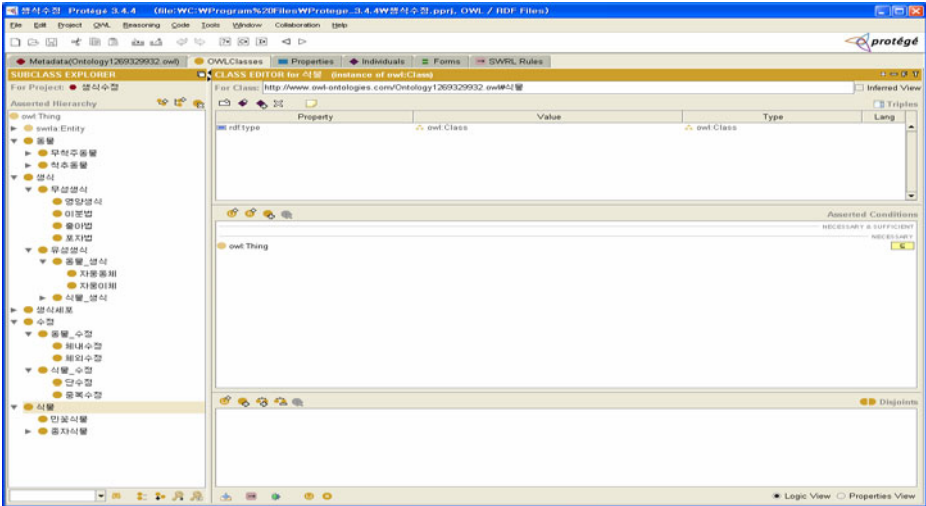 생식수정 Protégé 3.4.4 (file:₩C:₩Program%20Files₩Protege_3.4.4₩생식수정.pprj, OWL / RDF Files)
File Edit Project OWL Reasoning Code Tools Window Collaboration Help
protégé
Metadata(Ontology1269329932.owl) OWLClasses Properties Individuals Forms SWRL Rules
SUBCLASS EXPLORER
For Project: 생식수정
Asserted Hierarchy
owl:Thing
swrla:Entity
동물
무척추동물
척추동물
생식
무성생식
영양생식
이분법
출아법
포자법
유성생식
동물_생식
자웅동체
자웅이체
식물_생식
생식세포
수정
동물_수정
체내수정
체외수정
식물_수정
단수정
중복수정
식물
민꽃식물
종자식물
CLASS EDITOR for 식물 (instance of owl:Class)
For Class: http://www.owl-ontologies.com/Ontology1269329932.owl#식물
Inferred View
Triples
Property Value Type Lang
rdf:type owl:Class owl:Class
Asserted Conditions
NECESSARY & SUFFICIENT
NECESSARY
owl:Thing
Disjoints
Logic View Properties View